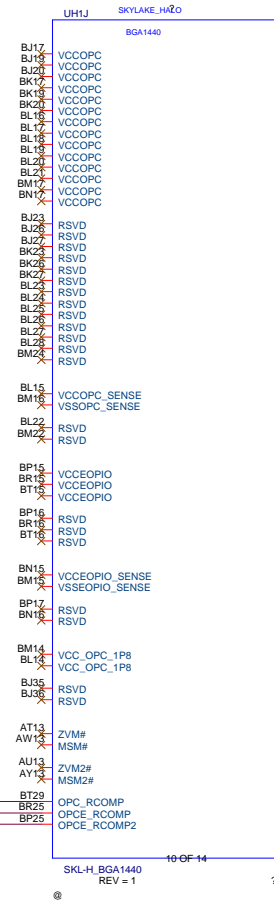 UH1J SKYLAKE_HALO ?
BGA1440
BJ17 VCCOPC
BJ19 VCCOPC
BJ20 VCCOPC
BK17 VCCOPC
BK19 VCCOPC
BK20 VCCOPC
BL16 VCCOPC
BL17 VCCOPC
BL18 VCCOPC
BL19 VCCOPC
BL20 VCCOPC
BL21 VCCOPC
BM17 VCCOPC
BN17 VCCOPC
BJ23 RSVD
BJ26 RSVD
BJ27 RSVD
BK23 RSVD
BK26 RSVD
BK27 RSVD
BL23 RSVD
BL24 RSVD
BL25 RSVD
BL26 RSVD
BL27 RSVD
BL28 RSVD
BM24 RSVD
BL15 VCCOPC_SENSE
BM16 VSSOPC_SENSE
BL22 RSVD
BM22 RSVD
BP15 VCCEOPIO
BR15 VCCEOPIO
BT15 VCCEOPIO
BP16 RSVD
BR16 RSVD
BT16 RSVD
BN15 VCCEOPIO_SENSE
BM15 VSSEOPIO_SENSE
BP17 RSVD
BN16 RSVD
BM14 VCC_OPC_1P8
BL14 VCC_OPC_1P8
BJ35 RSVD
BJ36 RSVD
AT13 ZVM#
AW13 MSM#
AU13 ZVM2#
AY13 MSM2#
BT29 OPC_RCOMP
BR25 OPCE_RCOMP
BP25 OPCE_RCOMP2
10 OF 14
SKL-H_BGA1440
REV = 1 ?
@